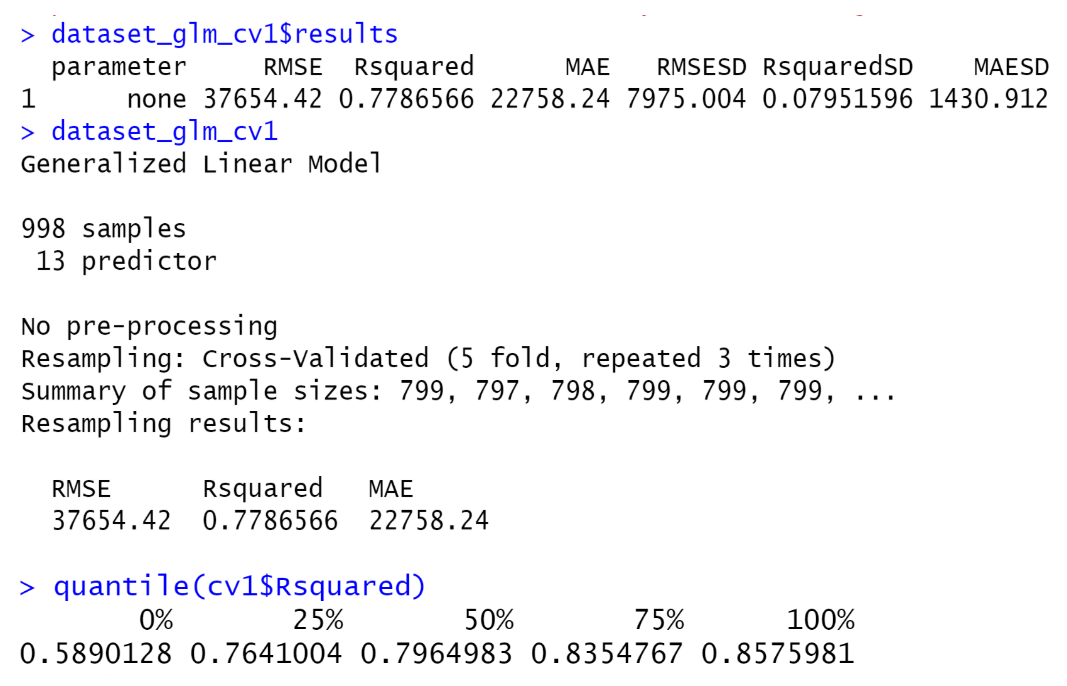 > dataset_glm_cv1$results
  parameter     RMSE  Rsquared      MAE   RMSESD RsquaredSD    MAESD
1      none 37654.42 0.7786566 22758.24 7975.004 0.07951596 1430.912
> dataset_glm_cv1
Generalized Linear Model

998 samples
 13 predictor

No pre-processing
Resampling: Cross-Validated (5 fold, repeated 3 times)
Summary of sample sizes: 799, 797, 798, 799, 799, 799, ...
Resampling results:

  RMSE      Rsquared   MAE
  37654.42  0.7786566  22758.24

> quantile(cv1$Rsquared)
       0%       25%       50%       75%      100%
0.5890128 0.7641004 0.7964983 0.8354767 0.8575981